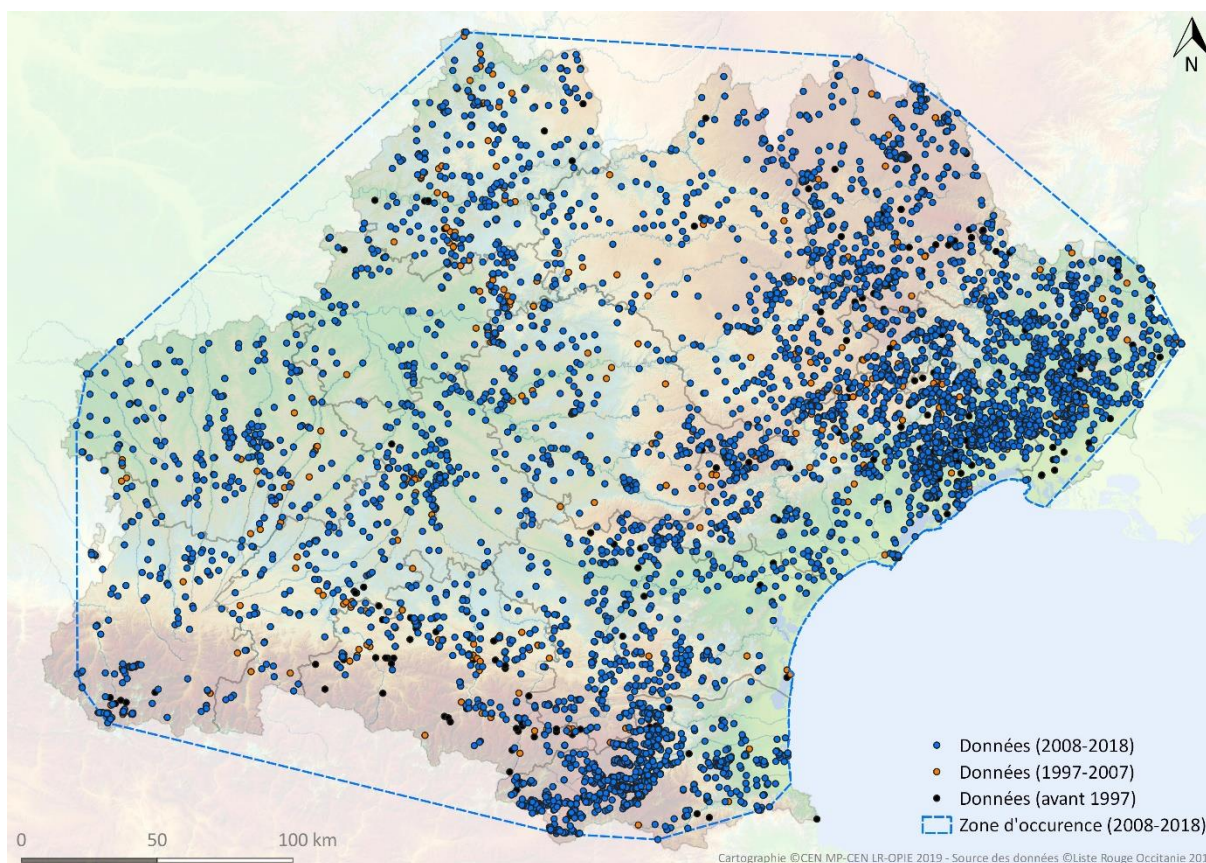 N
Données (2008-2018)
Données (1997-2007)
Données (avant 1997)
Zone d'occurence (2008-2018)
0 50 100 km
Cartographie ©CEN MP-CEN LR-OPIE 2019 - Source des données ©Liste Rouge Occitanie 201